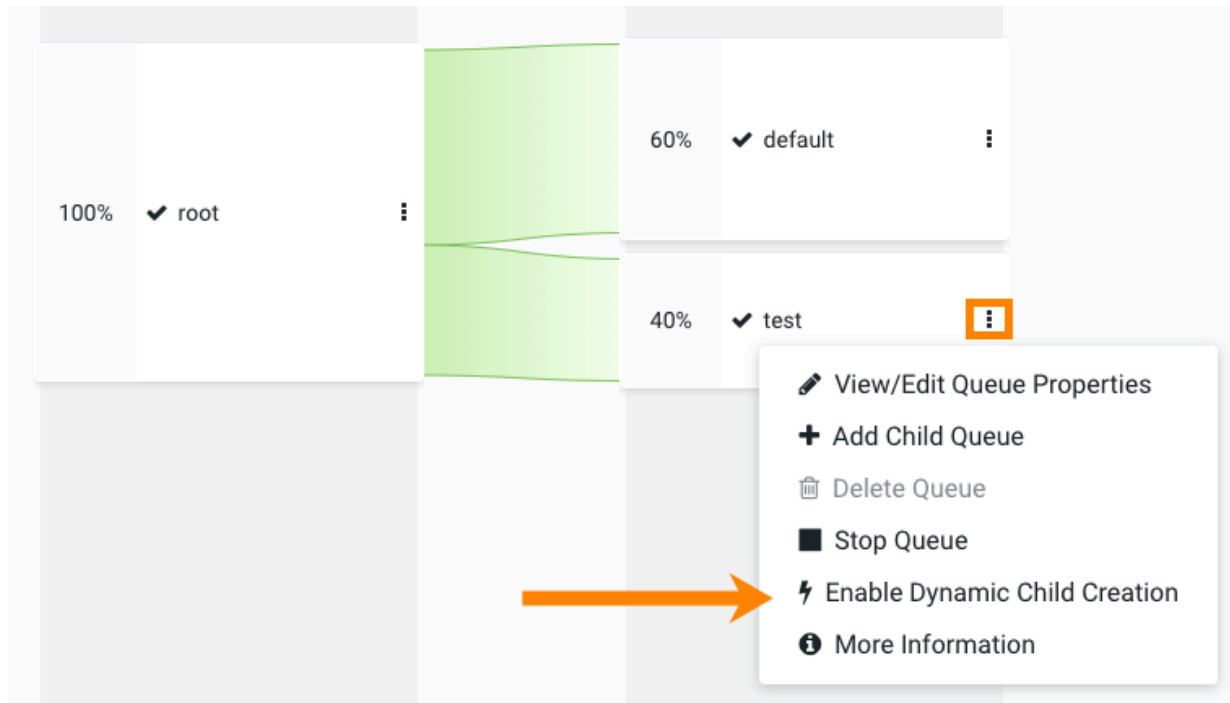 100%
root
60%
default
40%
test
View/Edit Queue Properties
Add Child Queue
Delete Queue
Stop Queue
Enable Dynamic Child Creation
More Information